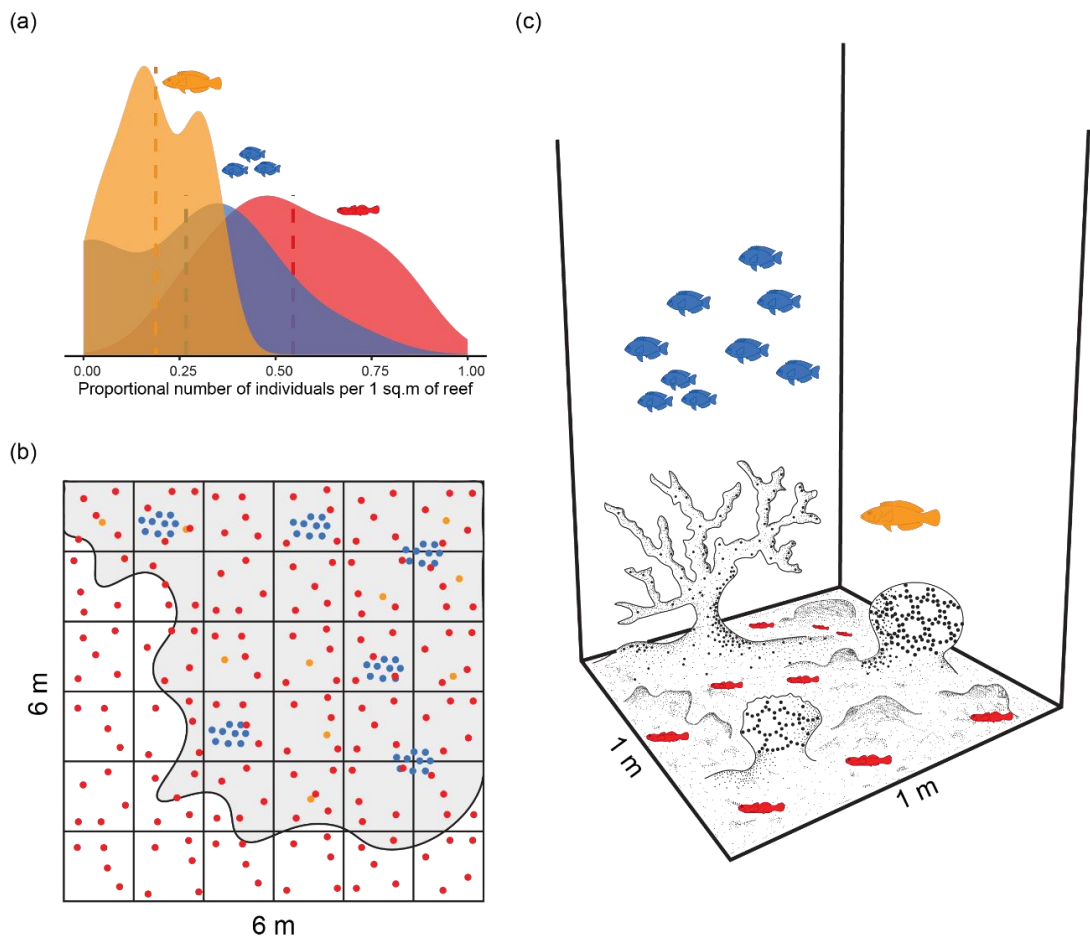 (a)
0.00 0.25 0.50 0.75 1.00
Proportional number of individuals per 1 sq.m of reef
(b)
6 m
6 m
(c)
1 m
1 m